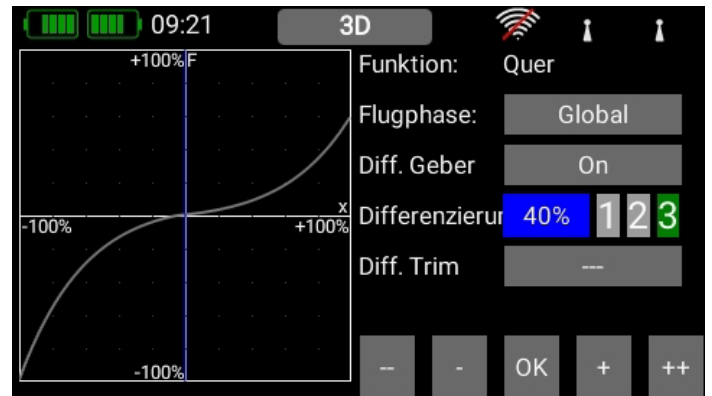 09:21 3D
+100% F
Funktion: Quer
Flugphase: Global
Diff. Geber On
x
-100% +100%
Differenzierur 40% 1 2 3
Diff. Trim ---
-100%
-- - OK + ++